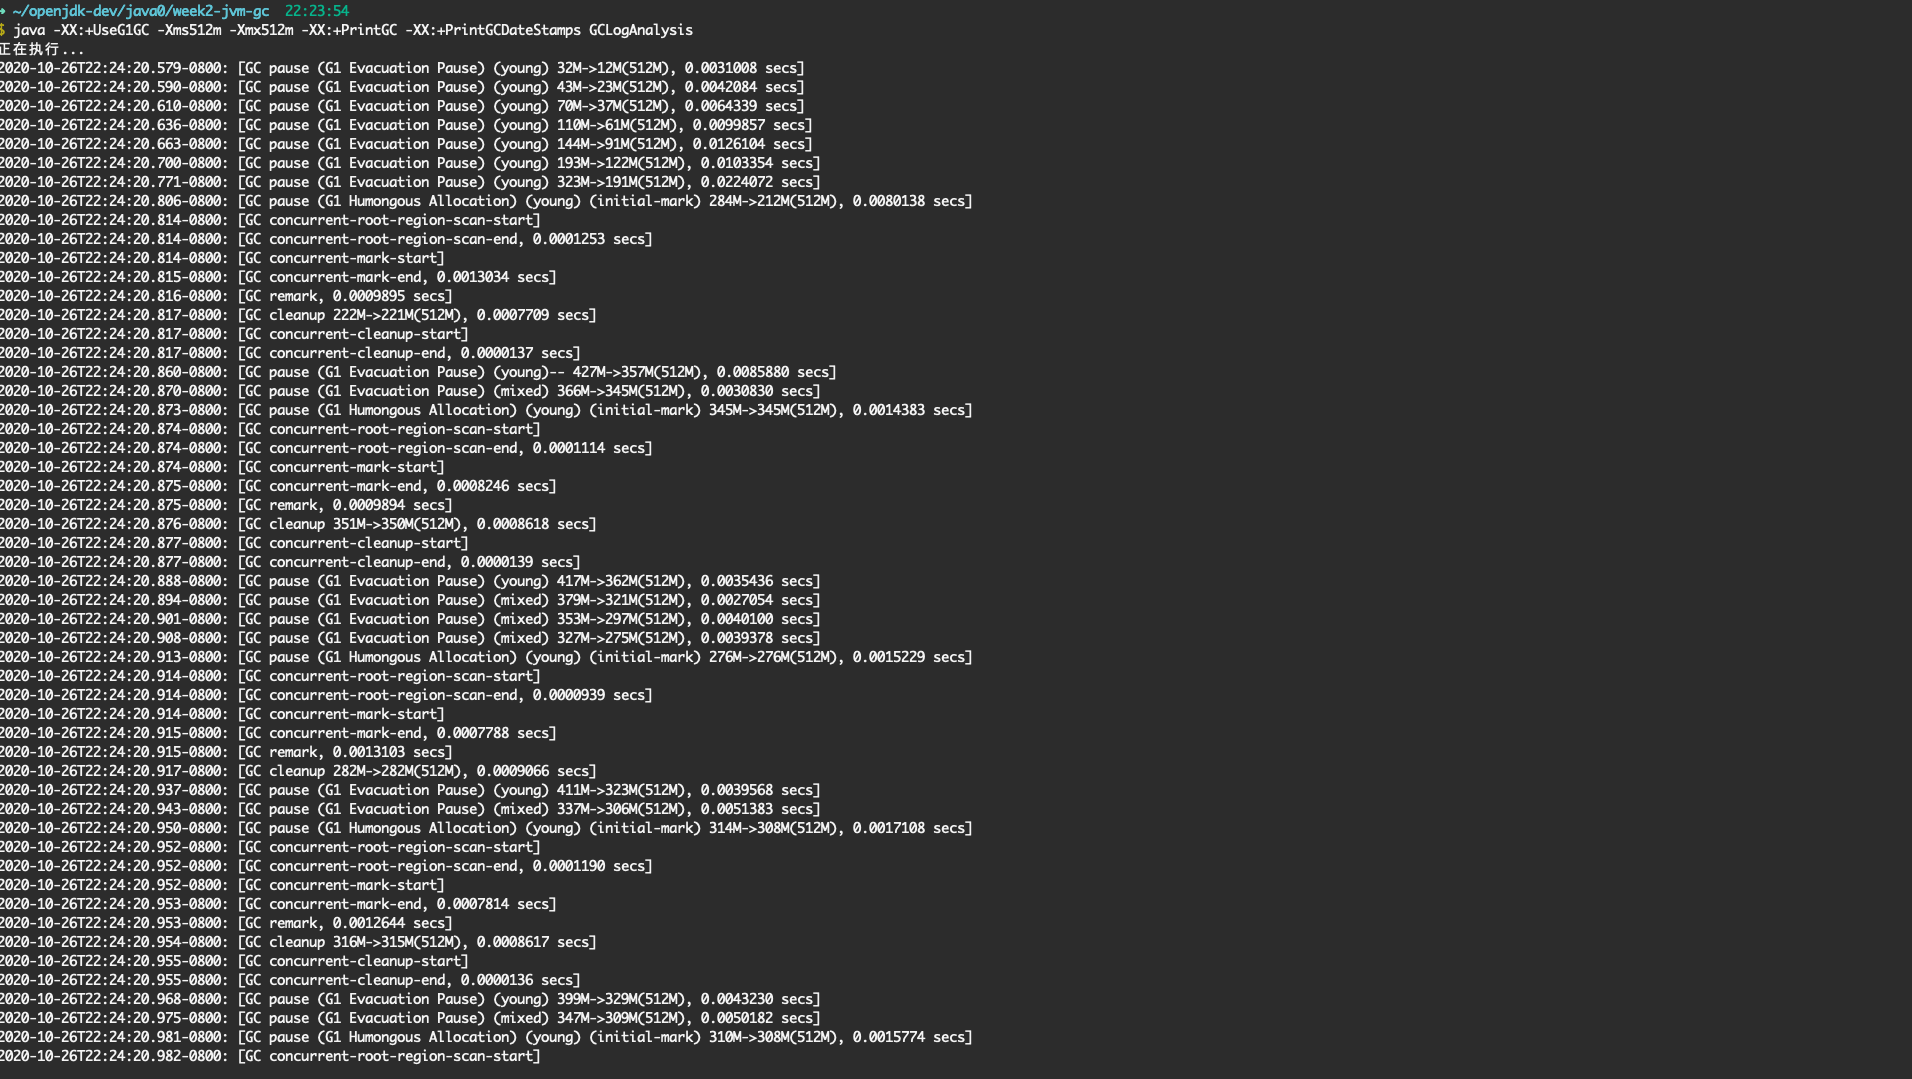 ➜ ~/openjdk-dev/java0/week2-jvm-gc 22:23:54
$ java -XX:+UseG1GC -Xms512m -Xmx512m -XX:+PrintGC -XX:+PrintGCDateStamps GCLogAnalysis
正在执行...
2020-10-26T22:24:20.579-0800: [GC pause (G1 Evacuation Pause) (young) 32M->12M(512M), 0.0031008 secs]
2020-10-26T22:24:20.590-0800: [GC pause (G1 Evacuation Pause) (young) 43M->23M(512M), 0.0042084 secs]
2020-10-26T22:24:20.610-0800: [GC pause (G1 Evacuation Pause) (young) 70M->37M(512M), 0.0064339 secs]
2020-10-26T22:24:20.636-0800: [GC pause (G1 Evacuation Pause) (young) 110M->61M(512M), 0.0099857 secs]
2020-10-26T22:24:20.663-0800: [GC pause (G1 Evacuation Pause) (young) 144M->91M(512M), 0.0126104 secs]
2020-10-26T22:24:20.700-0800: [GC pause (G1 Evacuation Pause) (young) 193M->122M(512M), 0.0103354 secs]
2020-10-26T22:24:20.771-0800: [GC pause (G1 Evacuation Pause) (young) 323M->191M(512M), 0.0224072 secs]
2020-10-26T22:24:20.806-0800: [GC pause (G1 Humongous Allocation) (young) (initial-mark) 284M->212M(512M), 0.0080138 secs]
2020-10-26T22:24:20.814-0800: [GC concurrent-root-region-scan-start]
2020-10-26T22:24:20.814-0800: [GC concurrent-root-region-scan-end, 0.0001253 secs]
2020-10-26T22:24:20.814-0800: [GC concurrent-mark-start]
2020-10-26T22:24:20.815-0800: [GC concurrent-mark-end, 0.0013034 secs]
2020-10-26T22:24:20.816-0800: [GC remark, 0.0009895 secs]
2020-10-26T22:24:20.817-0800: [GC cleanup 222M->221M(512M), 0.0007709 secs]
2020-10-26T22:24:20.817-0800: [GC concurrent-cleanup-start]
2020-10-26T22:24:20.817-0800: [GC concurrent-cleanup-end, 0.0000137 secs]
2020-10-26T22:24:20.860-0800: [GC pause (G1 Evacuation Pause) (young)-- 427M->357M(512M), 0.0085880 secs]
2020-10-26T22:24:20.870-0800: [GC pause (G1 Evacuation Pause) (mixed) 366M->345M(512M), 0.0030830 secs]
2020-10-26T22:24:20.873-0800: [GC pause (G1 Humongous Allocation) (young) (initial-mark) 345M->345M(512M), 0.0014383 secs]
2020-10-26T22:24:20.874-0800: [GC concurrent-root-region-scan-start]
2020-10-26T22:24:20.874-0800: [GC concurrent-root-region-scan-end, 0.0001114 secs]
2020-10-26T22:24:20.874-0800: [GC concurrent-mark-start]
2020-10-26T22:24:20.875-0800: [GC concurrent-mark-end, 0.0008246 secs]
2020-10-26T22:24:20.875-0800: [GC remark, 0.0009894 secs]
2020-10-26T22:24:20.876-0800: [GC cleanup 351M->350M(512M), 0.0008618 secs]
2020-10-26T22:24:20.877-0800: [GC concurrent-cleanup-start]
2020-10-26T22:24:20.877-0800: [GC concurrent-cleanup-end, 0.0000139 secs]
2020-10-26T22:24:20.888-0800: [GC pause (G1 Evacuation Pause) (young) 417M->362M(512M), 0.0035436 secs]
2020-10-26T22:24:20.894-0800: [GC pause (G1 Evacuation Pause) (mixed) 379M->321M(512M), 0.0027054 secs]
2020-10-26T22:24:20.901-0800: [GC pause (G1 Evacuation Pause) (mixed) 353M->297M(512M), 0.0040100 secs]
2020-10-26T22:24:20.908-0800: [GC pause (G1 Evacuation Pause) (mixed) 327M->275M(512M), 0.0039378 secs]
2020-10-26T22:24:20.913-0800: [GC pause (G1 Humongous Allocation) (young) (initial-mark) 276M->276M(512M), 0.0015229 secs]
2020-10-26T22:24:20.914-0800: [GC concurrent-root-region-scan-start]
2020-10-26T22:24:20.914-0800: [GC concurrent-root-region-scan-end, 0.0000939 secs]
2020-10-26T22:24:20.914-0800: [GC concurrent-mark-start]
2020-10-26T22:24:20.915-0800: [GC concurrent-mark-end, 0.0007788 secs]
2020-10-26T22:24:20.915-0800: [GC remark, 0.0013103 secs]
2020-10-26T22:24:20.917-0800: [GC cleanup 282M->282M(512M), 0.0009066 secs]
2020-10-26T22:24:20.937-0800: [GC pause (G1 Evacuation Pause) (young) 411M->323M(512M), 0.0039568 secs]
2020-10-26T22:24:20.943-0800: [GC pause (G1 Evacuation Pause) (mixed) 337M->306M(512M), 0.0051383 secs]
2020-10-26T22:24:20.950-0800: [GC pause (G1 Humongous Allocation) (young) (initial-mark) 314M->308M(512M), 0.0017108 secs]
2020-10-26T22:24:20.952-0800: [GC concurrent-root-region-scan-start]
2020-10-26T22:24:20.952-0800: [GC concurrent-root-region-scan-end, 0.0001190 secs]
2020-10-26T22:24:20.952-0800: [GC concurrent-mark-start]
2020-10-26T22:24:20.953-0800: [GC concurrent-mark-end, 0.0007814 secs]
2020-10-26T22:24:20.953-0800: [GC remark, 0.0012644 secs]
2020-10-26T22:24:20.954-0800: [GC cleanup 316M->315M(512M), 0.0008617 secs]
2020-10-26T22:24:20.955-0800: [GC concurrent-cleanup-start]
2020-10-26T22:24:20.955-0800: [GC concurrent-cleanup-end, 0.0000136 secs]
2020-10-26T22:24:20.968-0800: [GC pause (G1 Evacuation Pause) (young) 399M->329M(512M), 0.0043230 secs]
2020-10-26T22:24:20.975-0800: [GC pause (G1 Evacuation Pause) (mixed) 347M->309M(512M), 0.0050182 secs]
2020-10-26T22:24:20.981-0800: [GC pause (G1 Humongous Allocation) (young) (initial-mark) 310M->308M(512M), 0.0015774 secs]
2020-10-26T22:24:20.982-0800: [GC concurrent-root-region-scan-start]